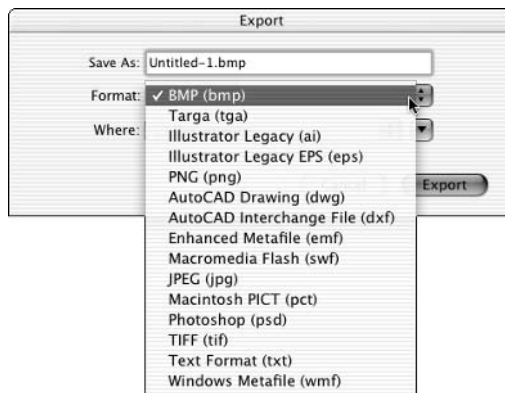 Export
Save As: Untitled-1.bmp
Format: ✓ BMP (bmp)
Targa (tga)
Where: Illustrator Legacy (ai)
Illustrator Legacy EPS (eps)
PNG (png)
Export
AutoCAD Drawing (dwg)
AutoCAD Interchange File (dxf)
Enhanced Metafile (emf)
Macromedia Flash (swf)
JPEG (jpg)
Macintosh PICT (pct)
Photoshop (psd)
TIFF (tif)
Text Format (txt)
Windows Metafile (wmf)